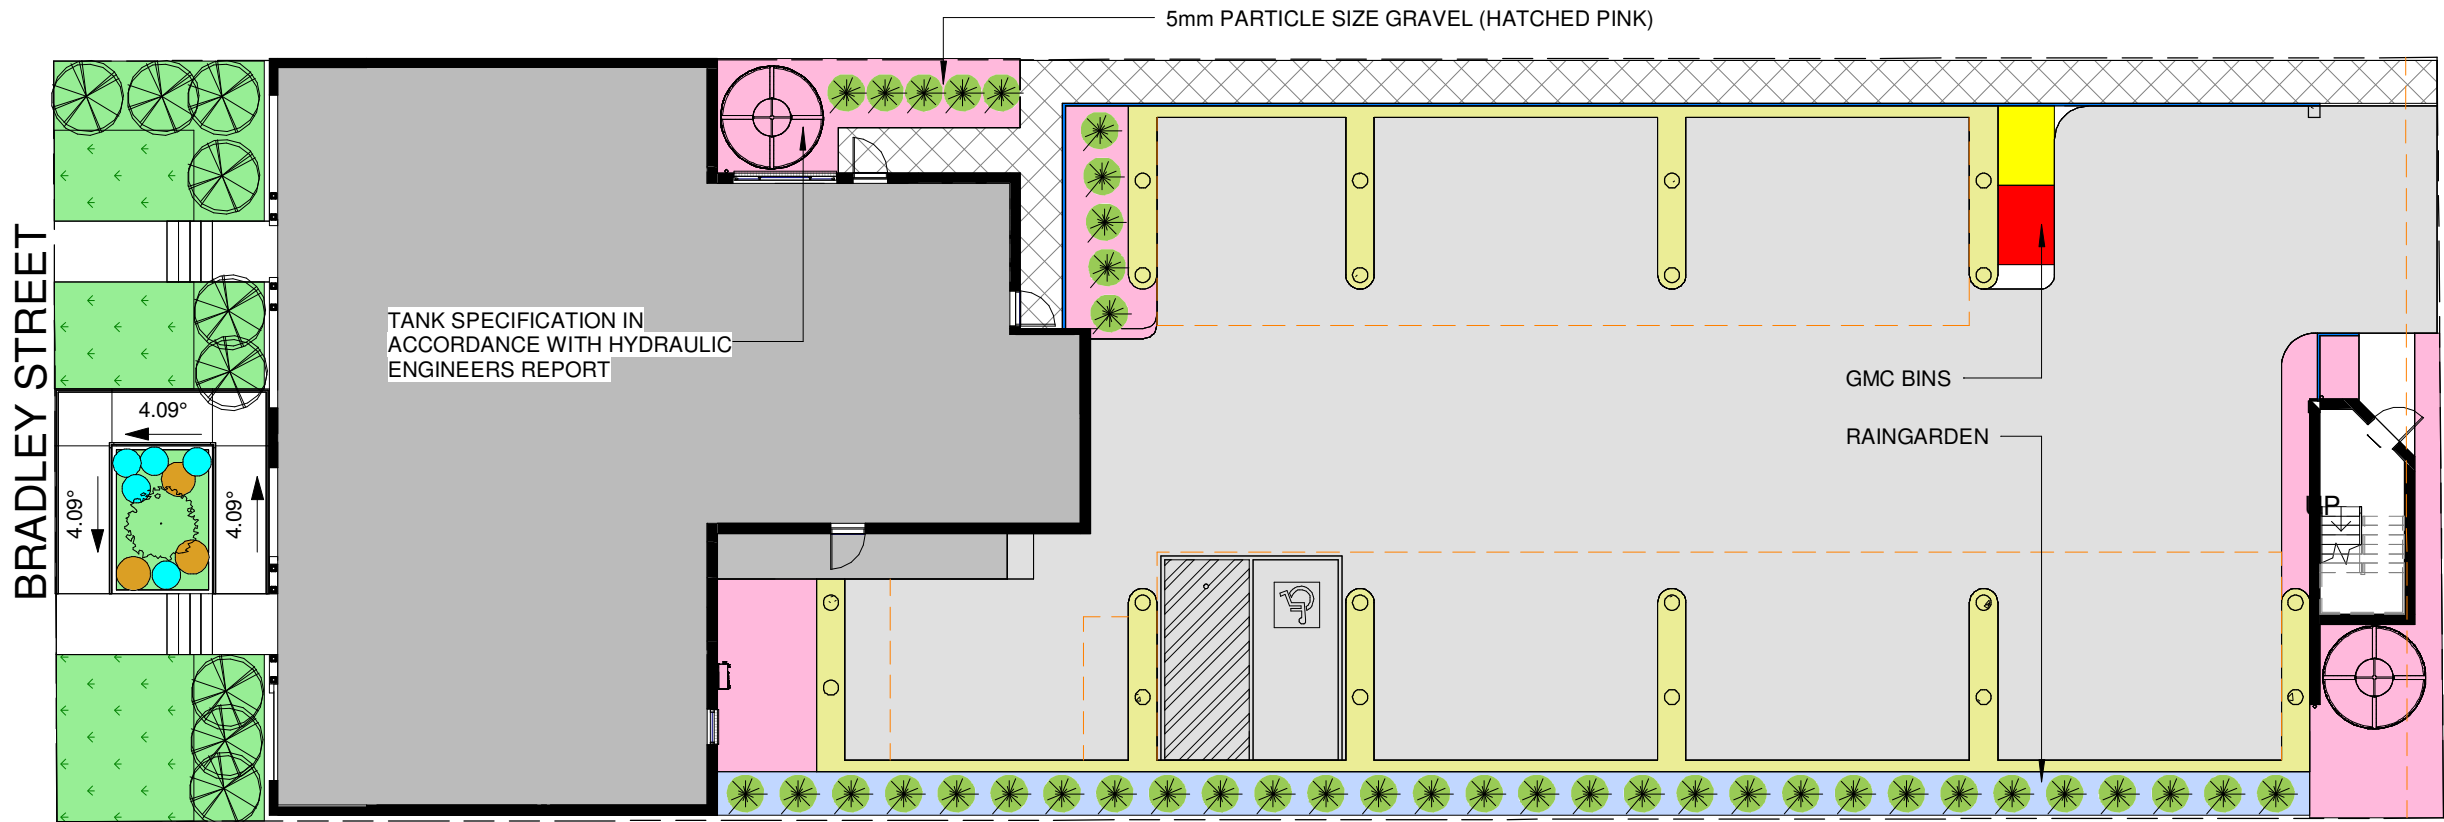 5mm PARTICLE SIZE GRAVEL (HATCHED PINK)
BRADLEY STREET
TANK SPECIFICATION IN
ACCORDANCE WITH HYDRAULIC
ENGINEERS REPORT
GMC BINS
4.09°
RAINGARDEN
4.09°
4.09°
UP